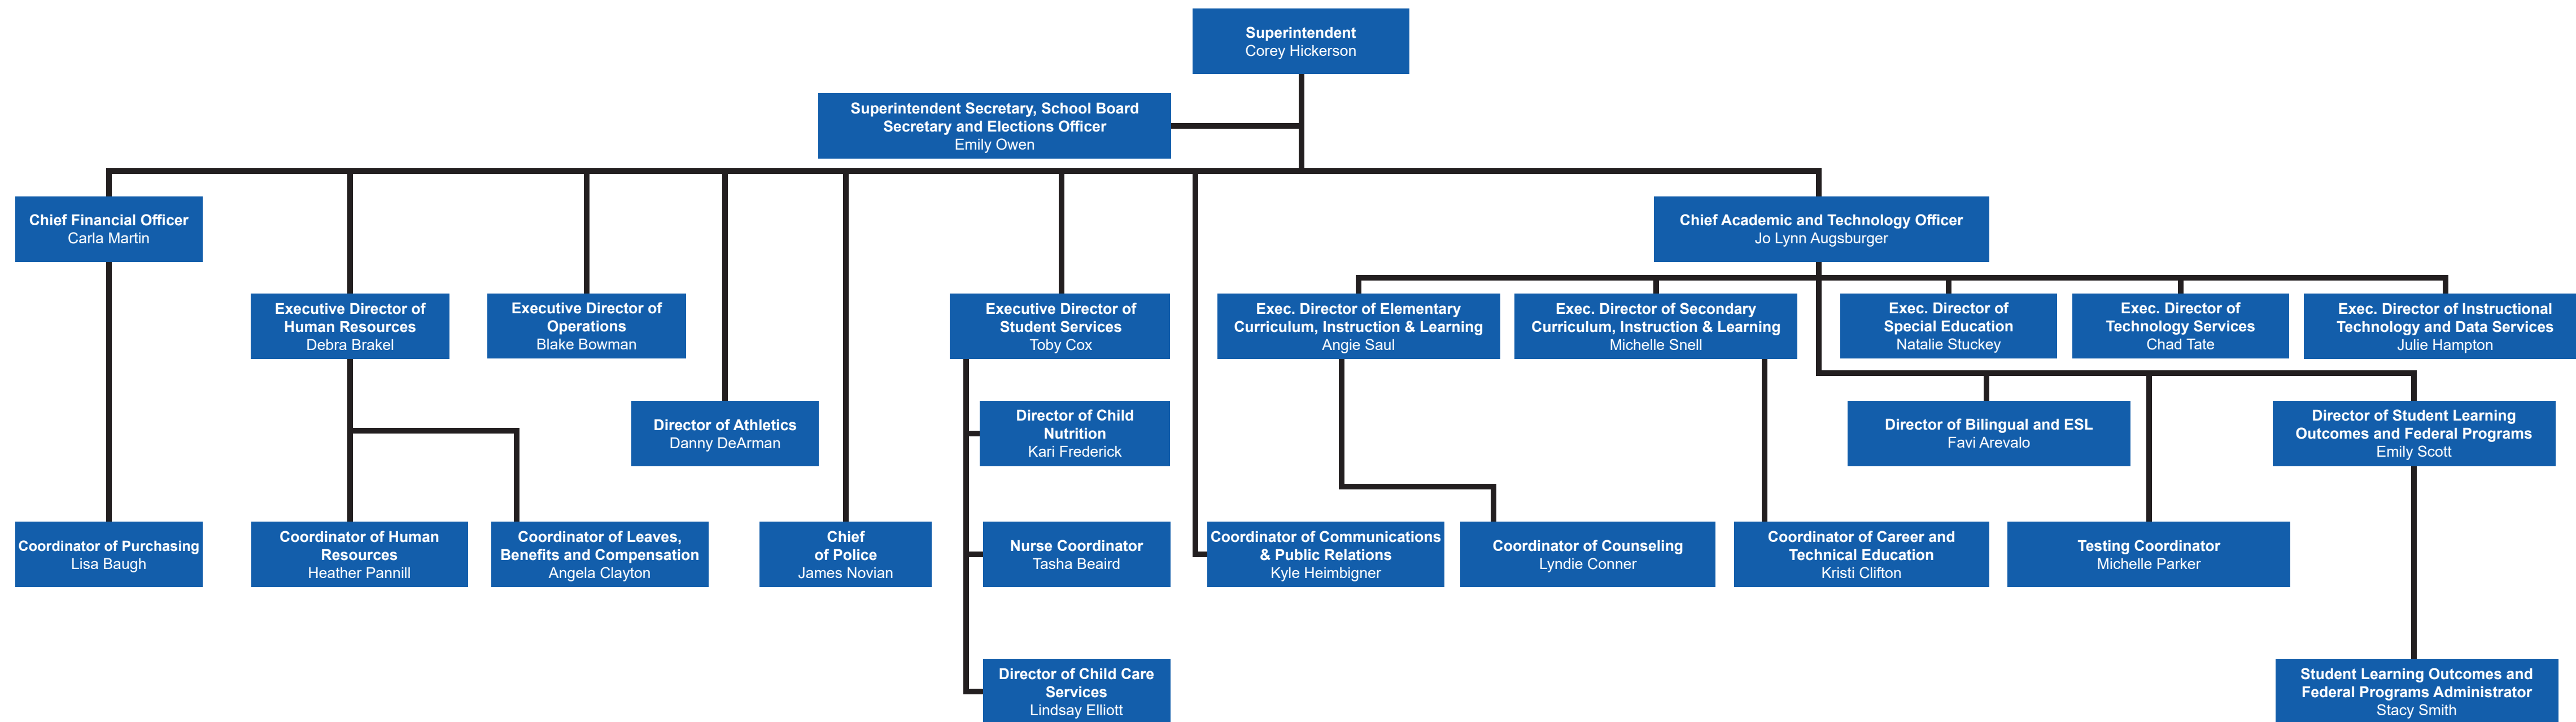 Superintendent
Corey Hickerson
Superintendent Secretary, School Board
Secretary and Elections Officer
Emily Owen
Chief Financial Officer
Carla Martin
Chief Academic and Technology Officer
Jo Lynn Augsburger
Executive Director of
Human Resources
Debra Brakel
Executive Director of
Operations
Blake Bowman
Executive Director of
Student Services
Toby Cox
Exec. Director of Elementary
Curriculum, Instruction & Learning
Angie Saul
Exec. Director of Secondary
Curriculum, Instruction & Learning
Michelle Snell
Exec. Director of
Special Education
Natalie Stuckey
Exec. Director of
Technology Services
Chad Tate
Exec. Director of Instructional
Technology and Data Services
Julie Hampton
Director of Athletics
Danny DeArman
Director of Child
Nutrition
Kari Frederick
Director of Bilingual and ESL
Favi Arevalo
Director of Student Learning
Outcomes and Federal Programs
Emily Scott
Coordinator of Purchasing
Lisa Baugh
Coordinator of Human
Resources
Heather Pannill
Coordinator of Leaves,
Benefits and Compensation
Angela Clayton
Chief
of Police
James Novian
Nurse Coordinator
Tasha Beaird
Coordinator of Communications
& Public Relations
Kyle Heimbigner
Coordinator of Counseling
Lyndie Conner
Coordinator of Career and
Technical Education
Kristi Clifton
Testing Coordinator
Michelle Parker
Director of Child Care
Services
Lindsay Elliott
Student Learning Outcomes and
Federal Programs Administrator
Stacy Smith